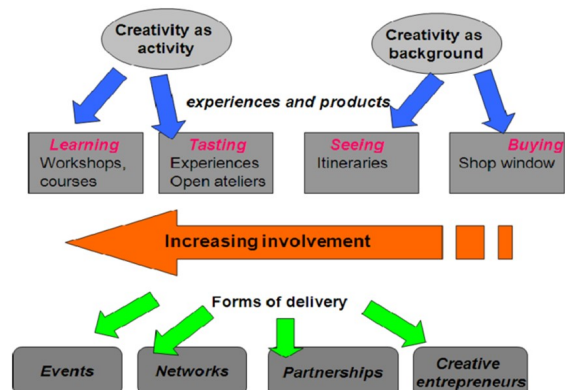 Creativity as
activity
Creativity as
background
experiences and products
Learning
Workshops,
courses
Tasting
Experiences
Open ateliers
Seeing
Itineraries
Buying
Shop window
Increasing involvement
Forms of delivery
Events
Networks
Partnerships
Creative
entrepreneurs